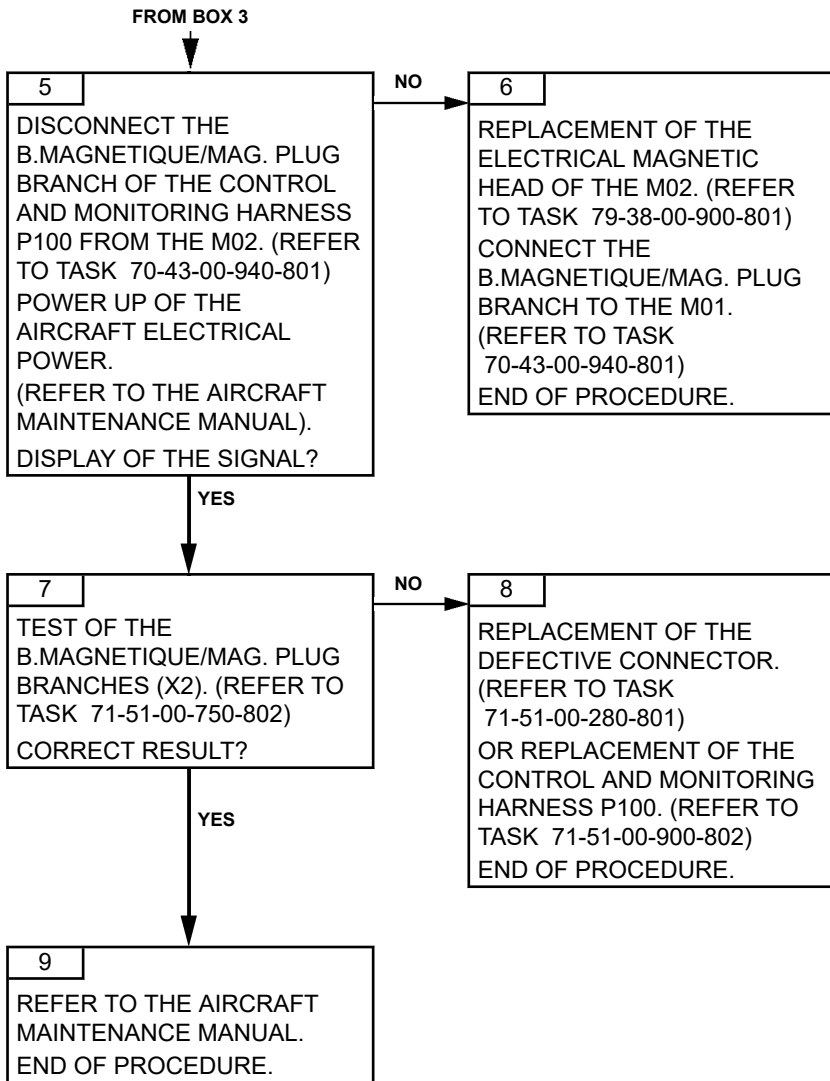 FROM BOX 3
5
DISCONNECT THE
B.MAGNETIQUE/MAG. PLUG
BRANCH OF THE CONTROL
AND MONITORING HARNESS
P100 FROM THE M02. (REFER
TO TASK 70-43-00-940-801)
POWER UP OF THE
AIRCRAFT ELECTRICAL
POWER.
(REFER TO THE AIRCRAFT
MAINTENANCE MANUAL).
DISPLAY OF THE SIGNAL?
NO
6
REPLACEMENT OF THE
ELECTRICAL MAGNETIC
HEAD OF THE M02. (REFER
TO TASK 79-38-00-900-801)
CONNECT THE
B.MAGNETIQUE/MAG. PLUG
BRANCH TO THE M01.
(REFER TO TASK
70-43-00-940-801)
END OF PROCEDURE.
YES
7
TEST OF THE
B.MAGNETIQUE/MAG. PLUG
BRANCHES (X2). (REFER TO
TASK 71-51-00-750-802)
CORRECT RESULT?
NO
8
REPLACEMENT OF THE
DEFECTIVE CONNECTOR.
(REFER TO TASK
71-51-00-280-801)
OR REPLACEMENT OF THE
CONTROL AND MONITORING
HARNESS P100. (REFER TO
TASK 71-51-00-900-802)
END OF PROCEDURE.
YES
9
REFER TO THE AIRCRAFT
MAINTENANCE MANUAL.
END OF PROCEDURE.